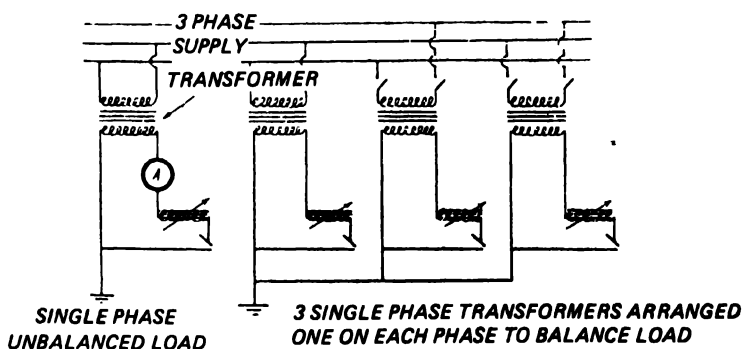 3 PHASE
SUPPLY
TRANSFORMER
A
SINGLE PHASE
UNBALANCED LOAD
3 SINGLE PHASE TRANSFORMERS ARRANGED
ONE ON EACH PHASE TO BALANCE LOAD